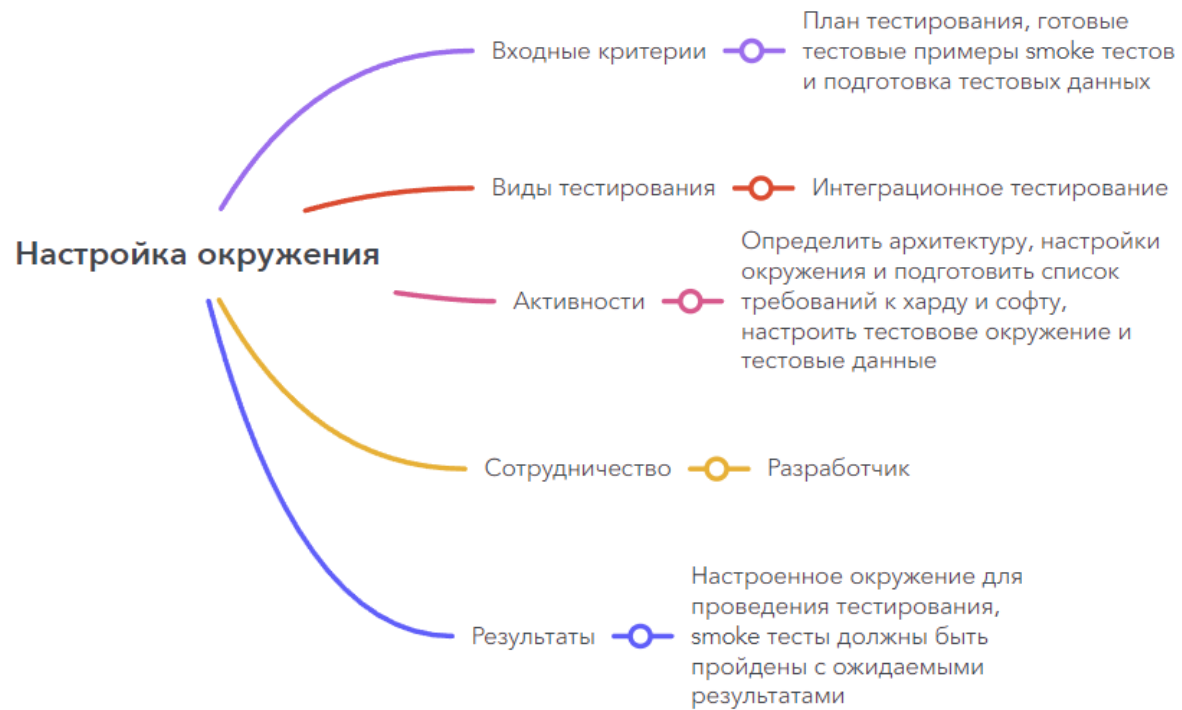 Настройка окружения
Входные критерии
План тестирования, готовые
тестовые примеры smoke тестов
и подготовка тестовых данных
Виды тестирования
Интеграционное тестирование
Активности
Определить архитектуру, настройки
окружения и подготовить список
требований к харду и софту,
настроить тестовове окружение и
тестовые данные
Сотрудничество
Разработчик
Результаты
Настроенное окружение для
проведения тестирования,
smoke тесты должны быть
пройдены с ожидаемыми
результатами